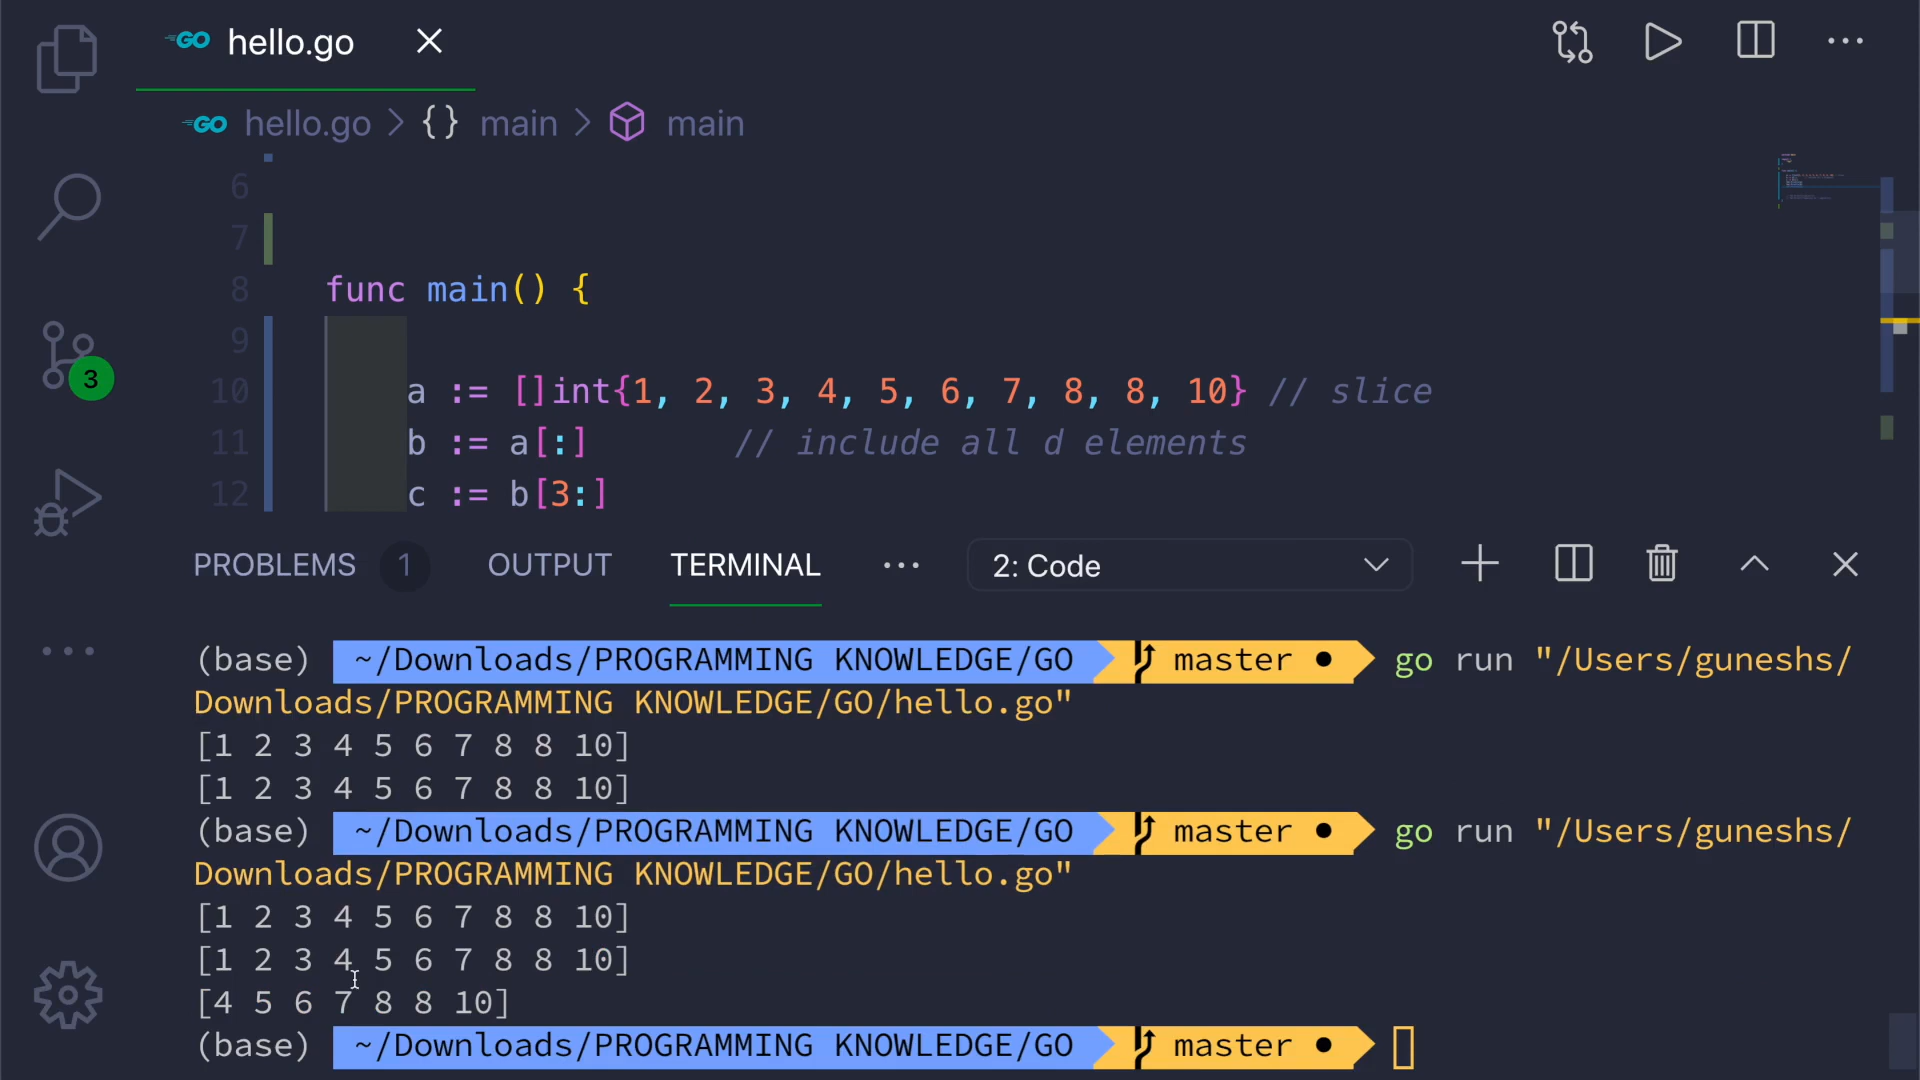 GO hello.go
GO hello.go > {} main > main
6
7
8 func main() {
9
10 a := []int{1, 2, 3, 4, 5, 6, 7, 8, 8, 10} // slice
11 b := a[:] // include all d elements
12 c := b[3:]
3
PROBLEMS 1 OUTPUT TERMINAL ... 2: Code
(base) ~/Downloads/PROGRAMMING KNOWLEDGE/GO master ● go run "/Users/guneshs/
Downloads/PROGRAMMING KNOWLEDGE/GO/hello.go"
[1 2 3 4 5 6 7 8 8 10]
[1 2 3 4 5 6 7 8 8 10]
(base) ~/Downloads/PROGRAMMING KNOWLEDGE/GO master ● go run "/Users/guneshs/
Downloads/PROGRAMMING KNOWLEDGE/GO/hello.go"
[1 2 3 4 5 6 7 8 8 10]
[1 2 3 4 5 6 7 8 8 10]
[4 5 6 7 8 8 10]
(base) ~/Downloads/PROGRAMMING KNOWLEDGE/GO master ●